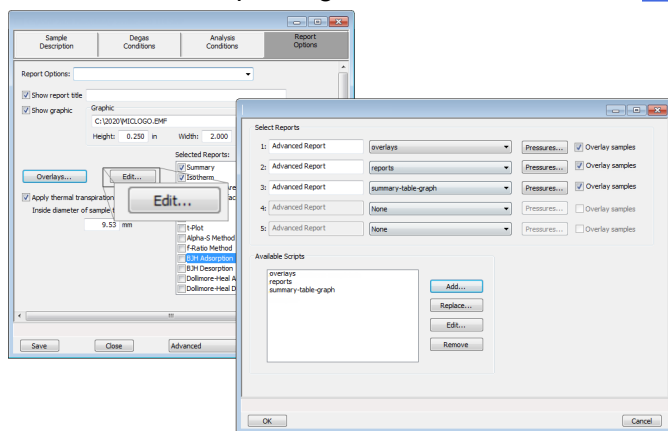 Sample
Description
Degas
Conditions
Analysis
Conditions
Report
Options
Report Options:
Show report title
Show graphic
Graphic
C:\2020\MICLOGO.EMF
Height: 0.250 in Width: 2.000
Selected Reports:
Summary
Isotherm
Overlays...
Edit...
Apply thermal transpiration
Edit...
Inside diameter of sample
9.53 mm
t-Plot
Alpha-S Method
f-Ratio Method
BJH Adsorption
BJH Desorption
Dollimore-Heal A
Dollimore-Heal D
Save
Close
Advanced
Select Reports
1: Advanced Report overlays Pressures... Overlay samples
2: Advanced Report reports Pressures... Overlay samples
3: Advanced Report summary-table-graph Pressures... Overlay samples
4: Advanced Report None Pressures... Overlay samples
5: Advanced Report None Pressures... Overlay samples
Available Scripts
overlays
reports
summary-table-graph
Add...
Replace...
Edit...
Remove
OK
Cancel